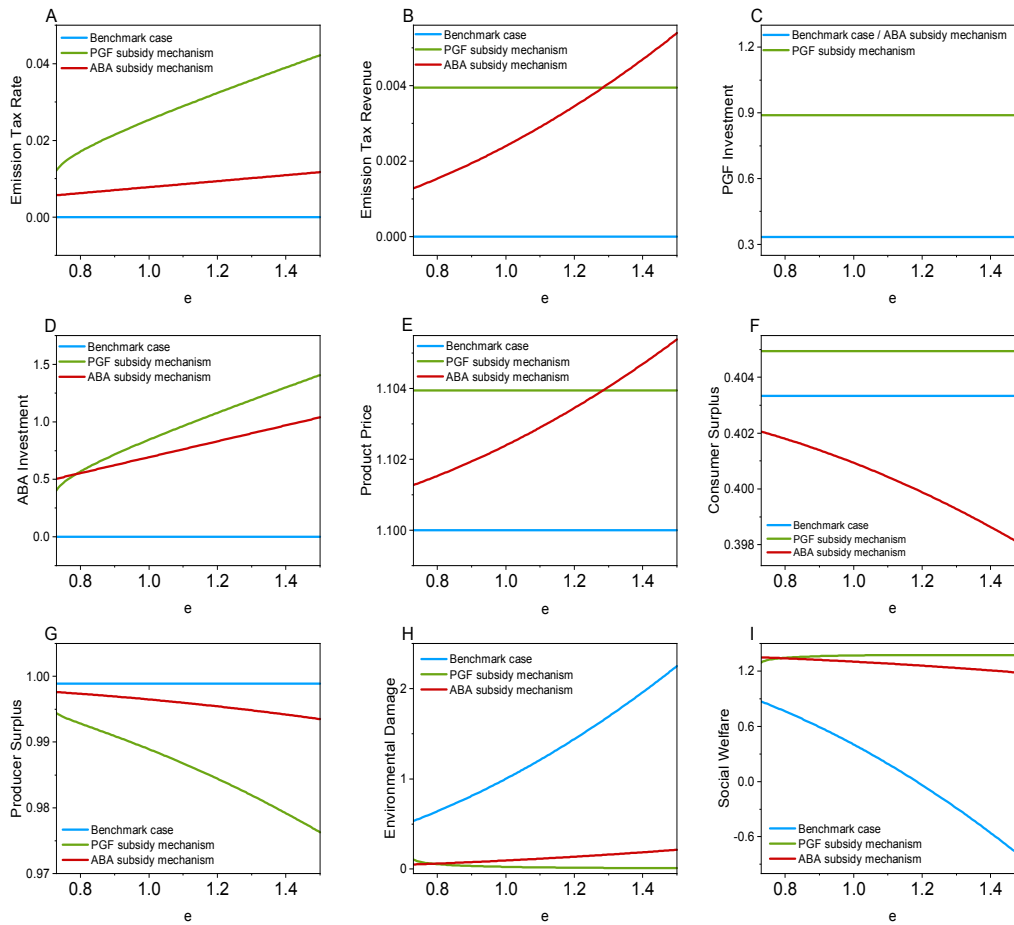 A
Benchmark case
PGF subsidy mechanism
ABA subsidy mechanism
Emission Tax Rate
0.04
0.02
0.00
0.8 1.0 1.2 1.4
e
B
Benchmark case
PGF subsidy mechanism
ABA subsidy mechanism
Emission Tax Revenue
0.004
0.002
0.000
0.8 1.0 1.2 1.4
e
C
Benchmark case / ABA subsidy mechanism
PGF subsidy mechanism
PGF Investment
1.2
0.9
0.6
0.3
0.8 1.0 1.2 1.4
e
D
Benchmark case
PGF subsidy mechanism
ABA subsidy mechanism
ABA Investment
1.5
1.0
0.5
0.0
0.8 1.0 1.2 1.4
e
E
Benchmark case
PGF subsidy mechanism
ABA subsidy mechanism
Product Price
1.104
1.102
1.100
0.8 1.0 1.2 1.4
e
F
Consumer Surplus
0.404
0.402
0.400
0.398
Benchmark case
PGF subsidy mechanism
ABA subsidy mechanism
0.8 1.0 1.2 1.4
e
G
Producer Surplus
1.00
0.99
0.98
0.97
Benchmark case
PGF subsidy mechanism
ABA subsidy mechanism
0.8 1.0 1.2 1.4
e
H
Benchmark case
PGF subsidy mechanism
ABA subsidy mechanism
Environmental Damage
2
1
0
0.8 1.0 1.2 1.4
e
I
Social Welfare
1.2
0.6
0.0
-0.6
Benchmark case
PGF subsidy mechanism
ABA subsidy mechanism
0.8 1.0 1.2 1.4
e